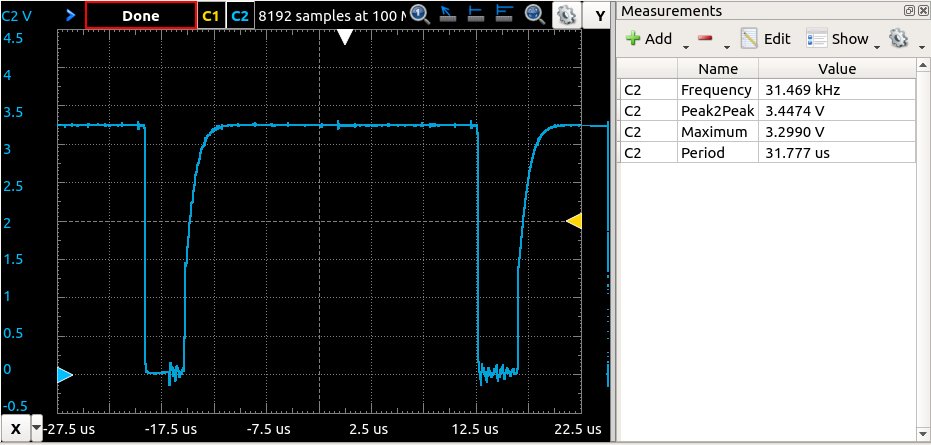 C2 V
Done
C1
C2
8192 samples at 100 M
Y
4.5
4
3.5
3
2.5
2
1.5
1
0.5
0
-0.5
X
-27.5 us
-17.5 us
-7.5 us
2.5 us
12.5 us
22.5 us
Measurements
Add
Edit
Show
Name Value
C2 Frequency 31.469 kHz
C2 Peak2Peak 3.4474 V
C2 Maximum 3.2990 V
C2 Period 31.777 us